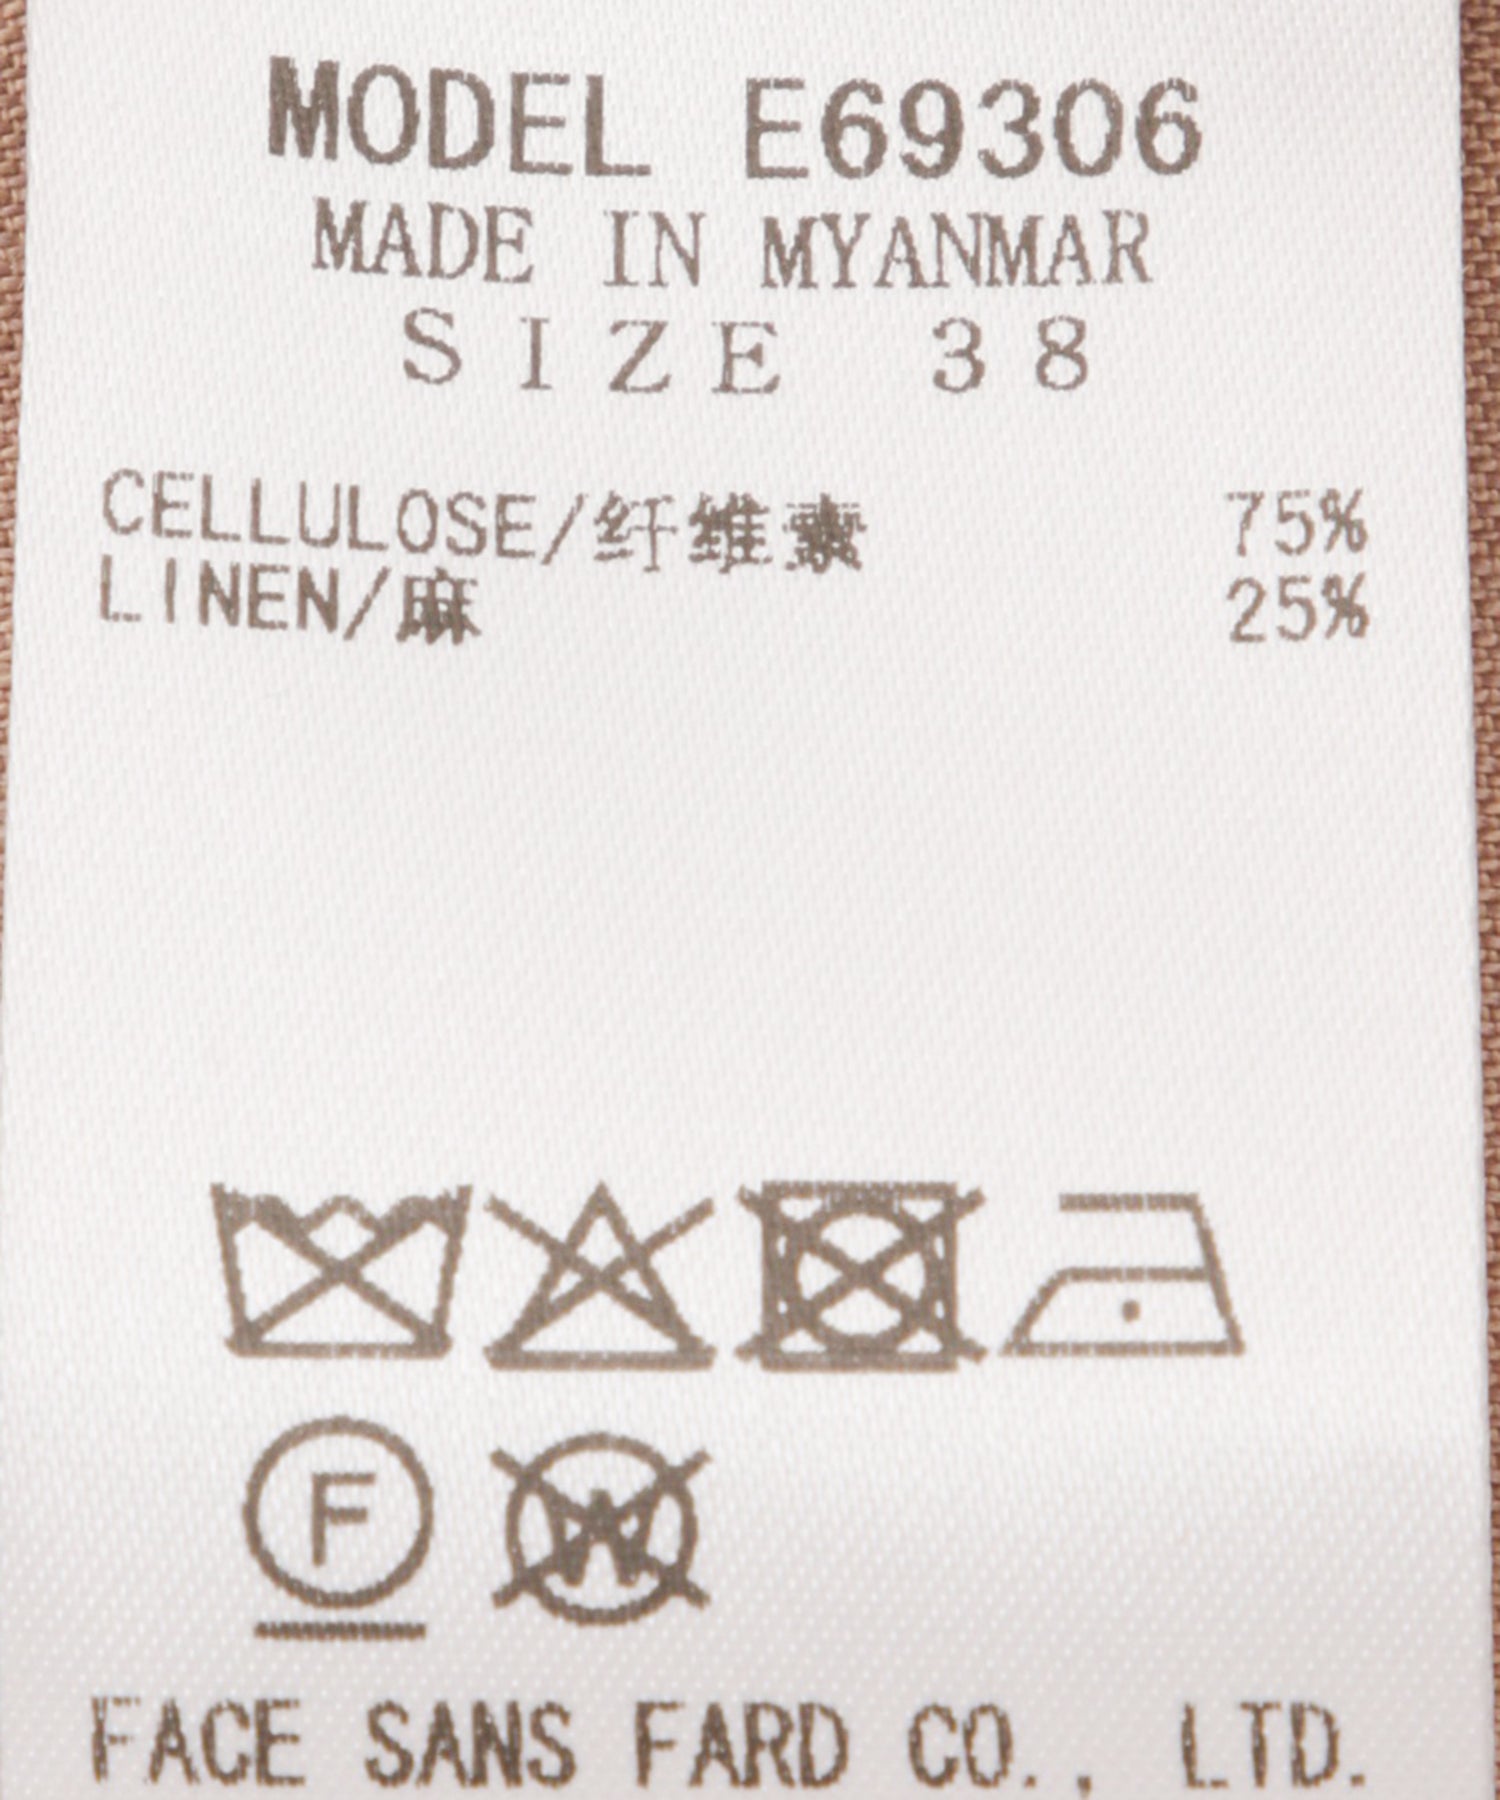 MODEL E69306
MADE IN MYANMAR
SIZE 38
CELLULOSE/纤维素 75%
LINEN/麻 25%
F
W
FACE SANS FARD CO., LTD.